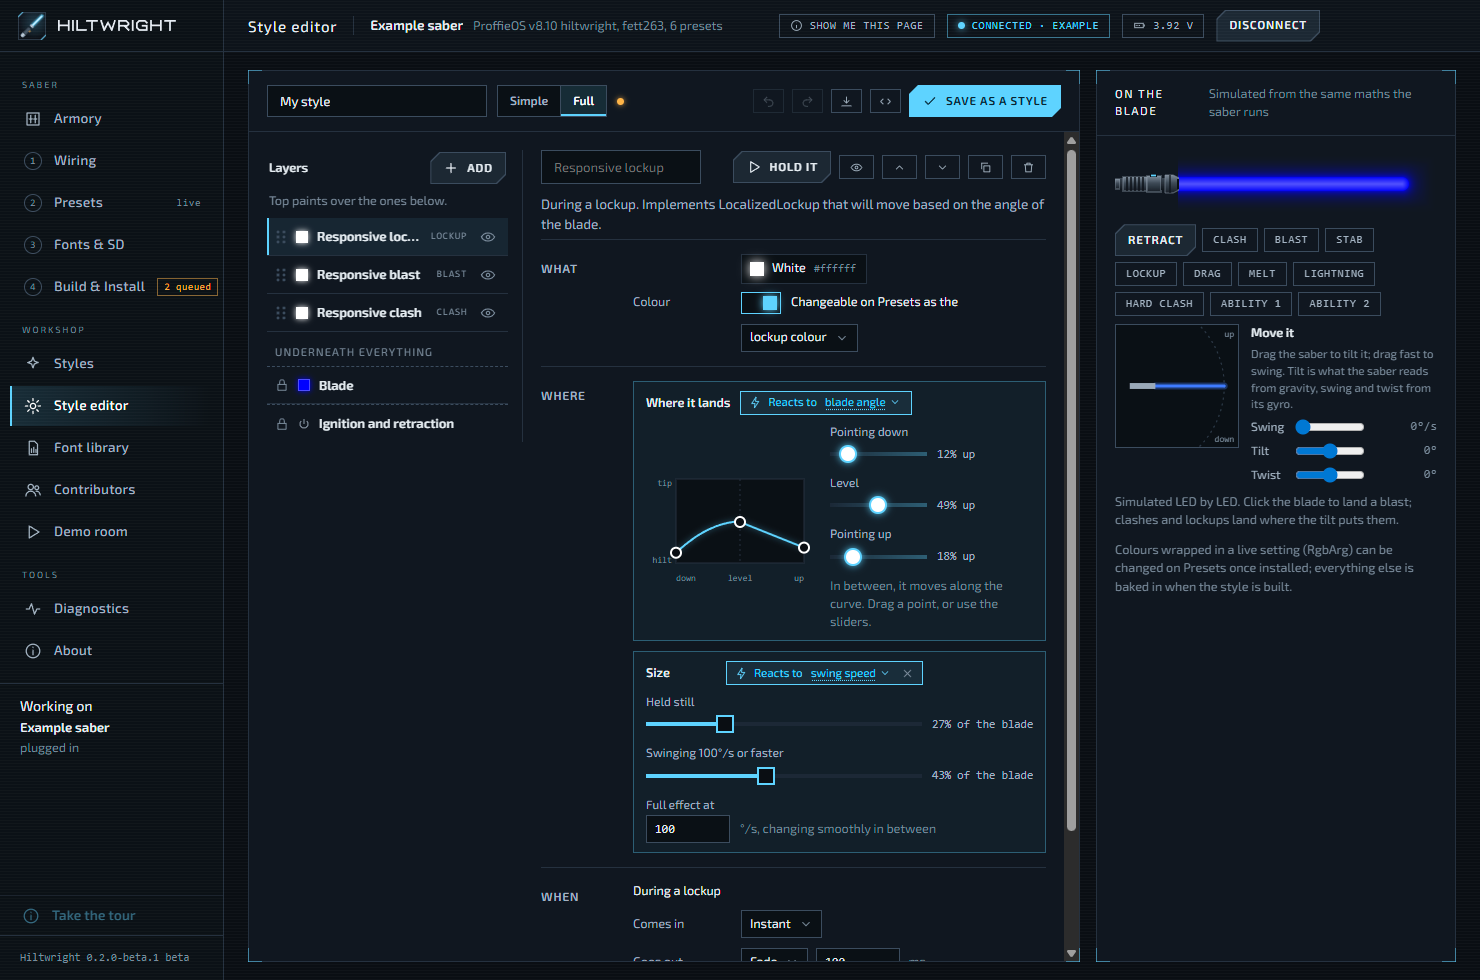 HILTWRIGHT
Style editor
Example saber ProffieOS v8.10 hiltwright, fett263, 6 presets
SHOW ME THIS PAGE
CONNECTED · EXAMPLE
3.92 V
DISCONNECT
SABER
Armory
1 Wiring
2 Presets live
3 Fonts & SD
4 Build & Install 2 queued
WORKSHOP
Styles
Style editor
Font library
Contributors
Demo room
TOOLS
Diagnostics
About
Working on
Example saber
plugged in
Take the tour
Hiltwright 0.2.0-beta.1 beta
My style
Simple Full
SAVE AS A STYLE
Layers
ADD
Top paints over the ones below.
Responsive loc... LOCKUP
Responsive blast BLAST
Responsive clash CLASH
UNDERNEATH EVERYTHING
Blade
Ignition and retraction
Responsive lockup
HOLD IT
During a lockup. Implements LocalizedLockup that will move based on the angle of
the blade.
WHAT
White #ffffff
Colour
Changeable on Presets as the
lockup colour
WHERE
Where it lands
Reacts to blade angle
Pointing down
12% up
Level
49% up
Pointing up
18% up
tip
hilt
down level up
In between, it moves along the
curve. Drag a point, or use the
sliders.
Size
Reacts to swing speed
Held still
27% of the blade
Swinging 100°/s or faster
43% of the blade
Full effect at
100 °/s, changing smoothly in between
WHEN
During a lockup
Comes in Instant
Goes out Fade 100 ms
ON THE
BLADE
Simulated from the same maths the
saber runs
RETRACT CLASH BLAST STAB
LOCKUP DRAG MELT LIGHTNING
HARD CLASH ABILITY 1 ABILITY 2
up
down
Move it
Drag the saber to tilt it; drag fast to
swing. Tilt is what the saber reads
from gravity, swing and twist from
its gyro.
Swing 0°/s
Tilt 0°
Twist 0°
Simulated LED by LED. Click the blade to land a blast;
clashes and lockups land where the tilt puts them.
Colours wrapped in a live setting (RgbArg) can be
changed on Presets once installed; everything else is
baked in when the style is built.